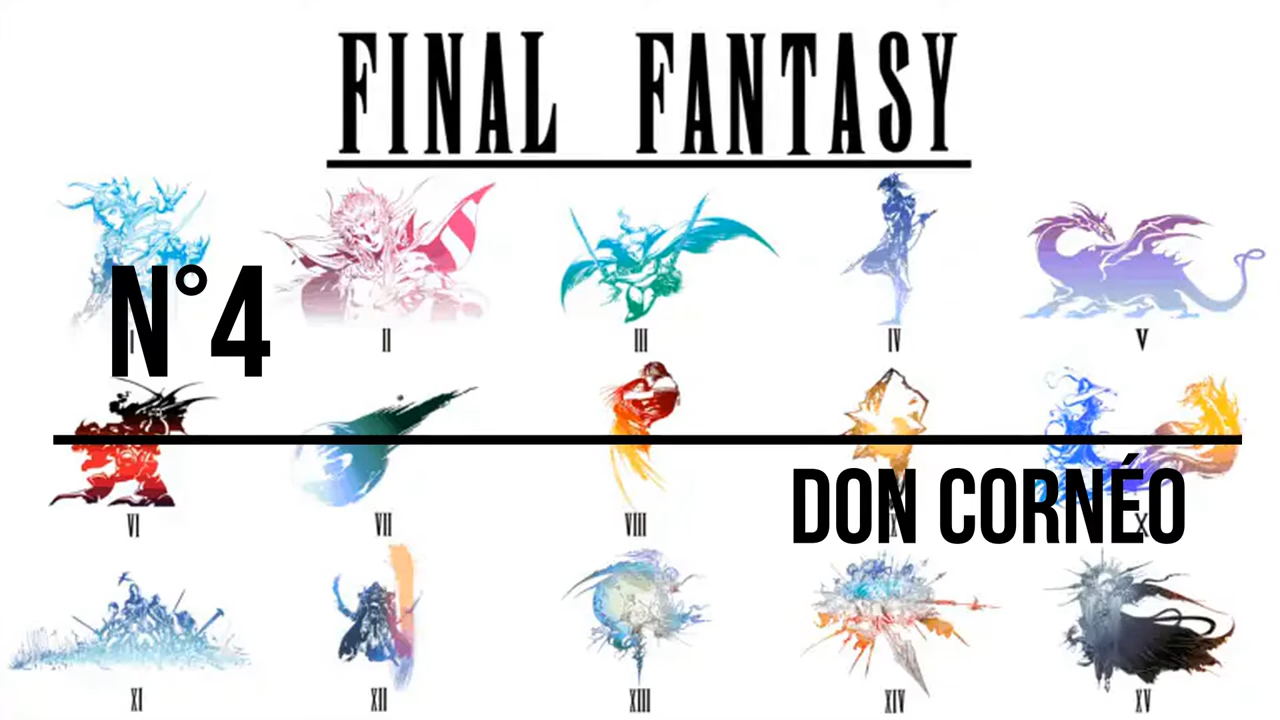 FINAL FANTASY
N°4
I
II
III
IV
V
VI
VII
VIII
DON CORNÉO
X
XI
XII
XIII
XIV
XV